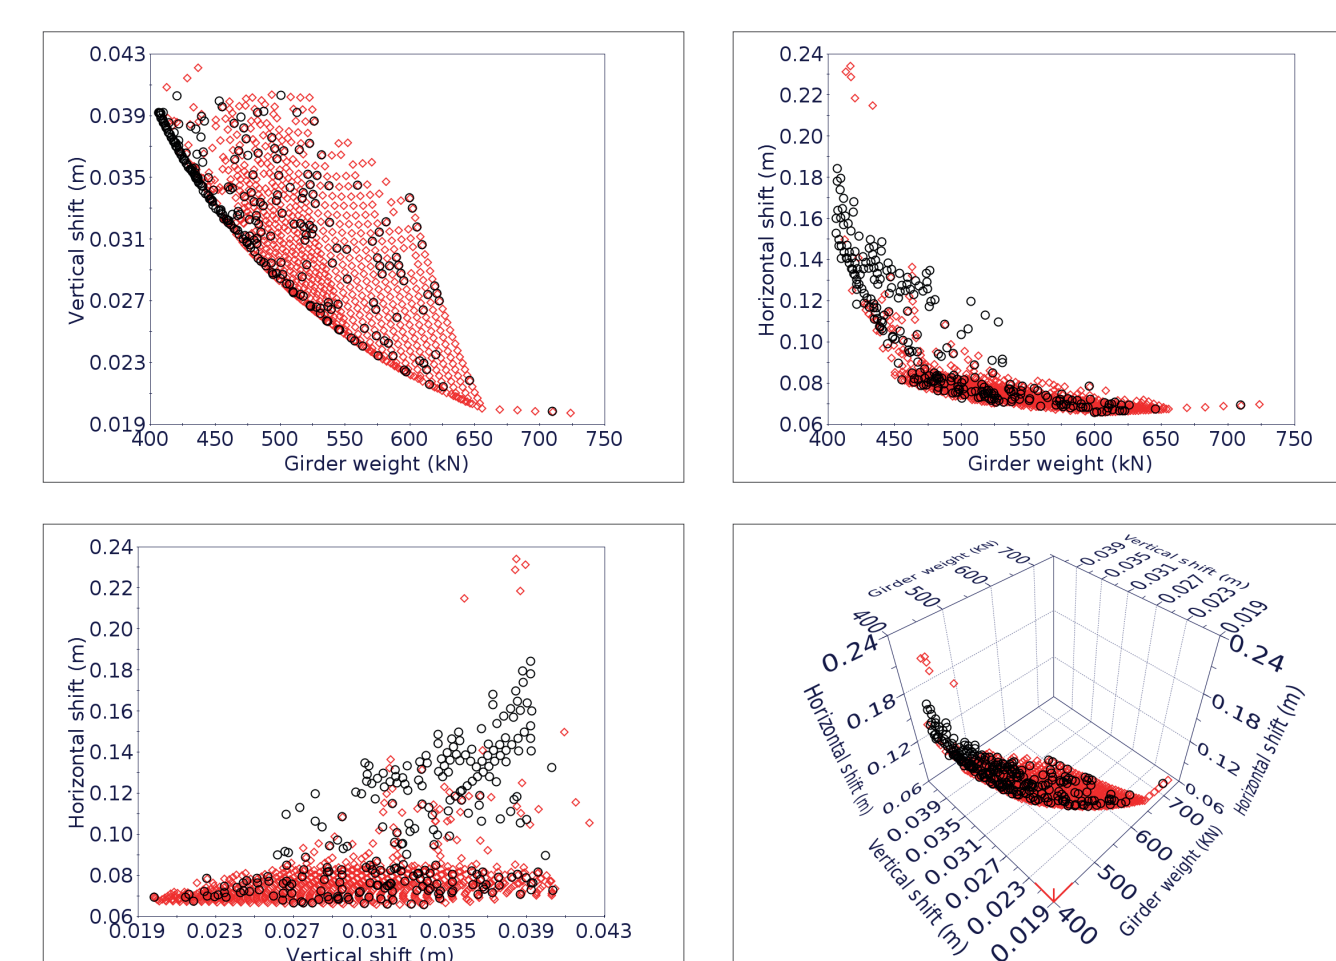 0.043
0.039
0.035
0.031
0.027
0.023
0.019
Vertical shift (m)
400 450 500 550 600 650 700 750
Girder weight (kN)
0.24
0.22
0.20
0.18
0.16
0.14
0.12
0.10
0.08
0.06
Horizontal shift (m)
400 450 500 550 600 650 700 750
Girder weight (kN)
0.24
0.22
0.20
0.18
0.16
0.14
0.12
0.10
0.08
0.06
Horizontal shift (m)
0.019 0.023 0.027 0.031 0.035 0.039 0.043
Vertical shift (m)
Girder weight (KN)
400 500 600 700
Vertical shift (m)
0.039 0.035 0.031 0.027 0.023 0.019
0.24 0.18 0.12 0.06
Horizontal shift (m)
0.24 0.18 0.12 0.06
Horizontal shift (m)
0.039 0.035 0.031 0.027 0.023 0.019
Vertical shift (m)
400 500 600 700
Girder weight (KN)